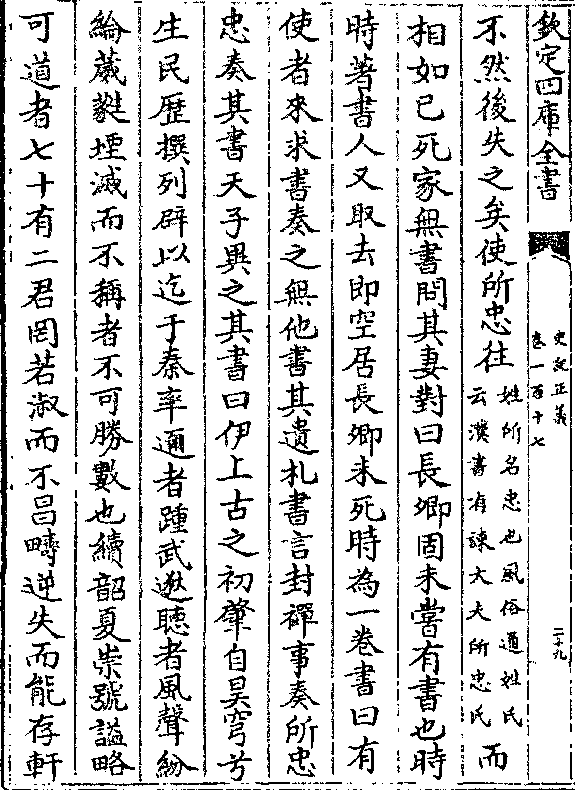 欽定四庫全書
史記正義
卷一百十七
二十九
不然後失之矣使所忠往姓所名忠也風俗通姓氏云漢書有諫大夫所忠氏而
相如已死家無書問其妻對曰長卿固未嘗有書也時
時著書人又取去即空居長卿未死時為一卷書曰有
使者來求書奏之無他書其遺札書言封禪事奏所忠
忠奏其書天子異之其書曰伊上古之初肇自昊穹兮
生民歴撰列辟以迄于秦率邇者踵武逖聽者風聲紛
綸葳蕤堙滅而不稱者不可勝數也續韶夏崇號諡略
可道者七十有二君罔若淑而不昌疇逆失而能存軒